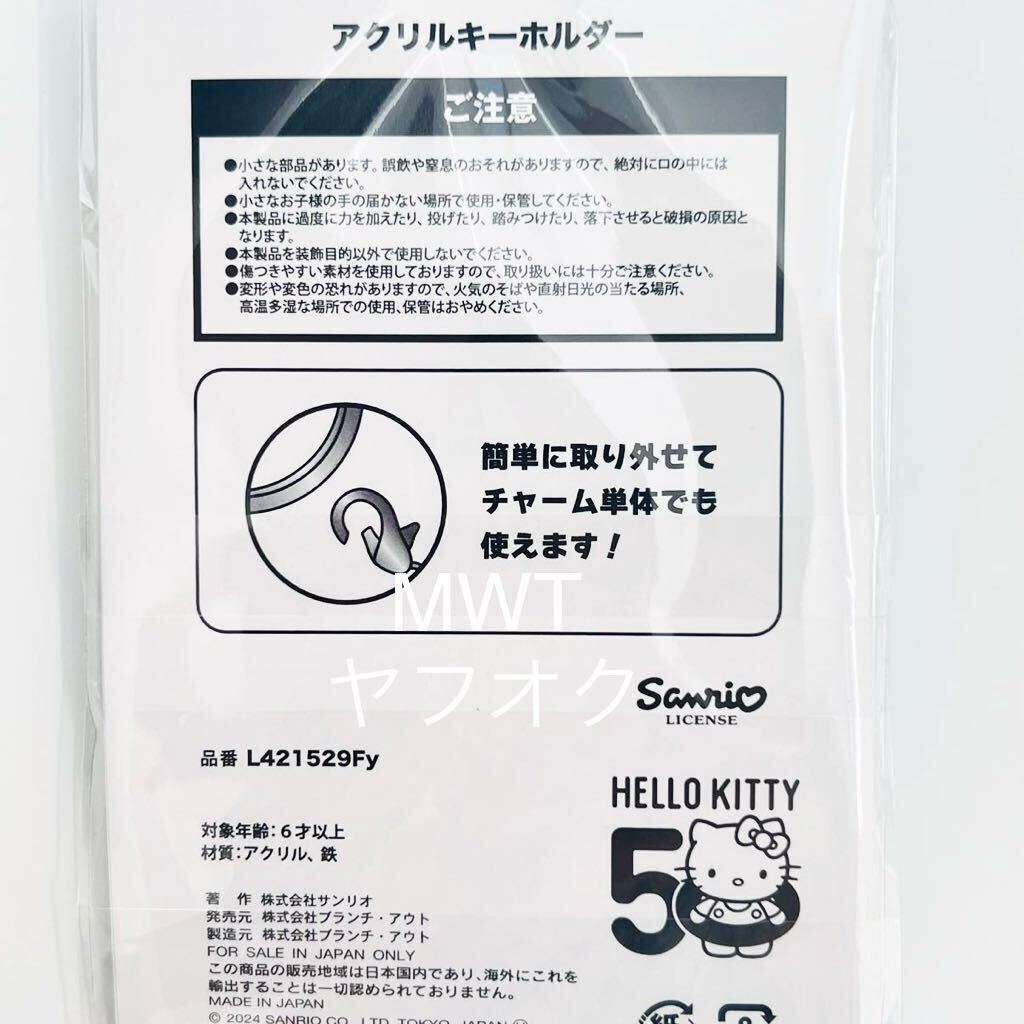 アクリルキーホルダー
ご注意
●小さな部品があります。誤飲や窒息のおそれがありますので、絶対に口の中には
入れないでください。
●小さなお子様の手の届かない場所で使用・保管してください。
●本製品に過度に力を加えたり、投げたり、踏みつけたり、落下させると破損の原因と
なります。
●本製品を装飾目的以外で使用しないでください。
●傷つきやすい素材を使用しておりますので、取り扱いには十分ご注意ください。
●変形や変色の恐れがありますので、火気のそばや直射日光の当たる場所、
高温多湿な場所での使用、保管はおやめください。
簡単に取り外せて
チャーム単体でも
使えます！
MWT
ヤフオク
Sanrio
LICENSE
品番 L421529Fy
HELLO KITTY
50
対象年齢：6才以上
材質：アクリル、鉄
著 作 株式会社サンリオ
発売元 株式会社ブランチ・アウト
製造元 株式会社ブランチ・アウト
FOR SALE IN JAPAN ONLY
この商品の販売地域は日本国内であり、海外にこれを
輸出することは一切認められておりません。
MADE IN JAPAN
© 2024 SANRIO CO., LTD. TOKYO, JAPAN
紙